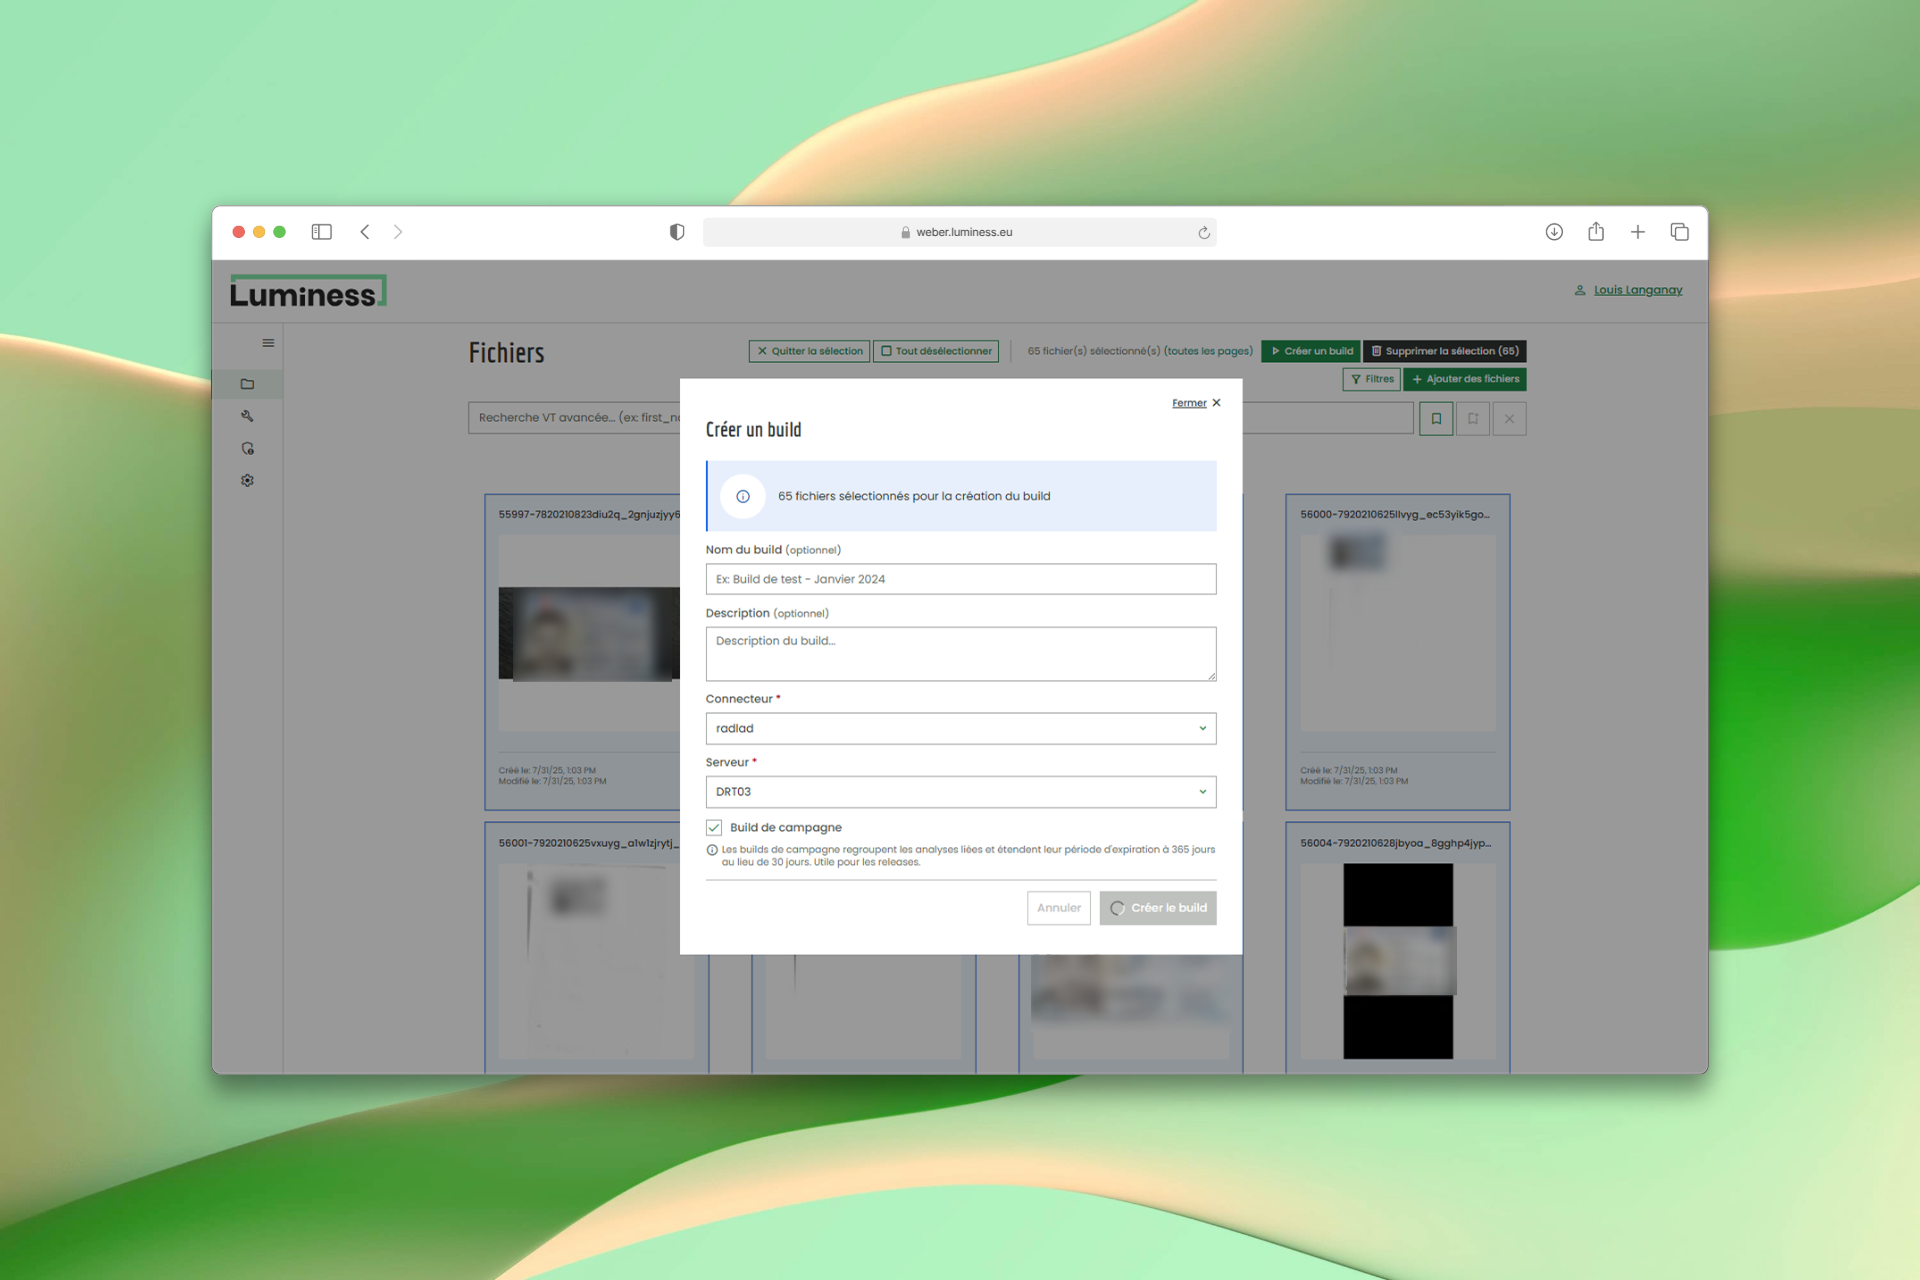 weber.luminess.eu
Luminess
Louis Langanay
Fichiers
Quitter la sélection
Tout désélectionner
65 fichier(s) sélectionné(s) (toutes les pages)
Créer un build
Supprimer la sélection (65)
Filtres
Ajouter des fichiers
Recherche VT avancée... (ex: first_na
Fermer
Créer un build
65 fichiers sélectionnés pour la création du build
Nom du build (optionnel)
Ex: Build de test - Janvier 2024
Description (optionnel)
Description du build...
Connecteur *
radlad
Serveur *
DRT03
Build de campagne
Les builds de campagne regroupent les analyses liées et étendent leur période d'expiration à 365 jours
au lieu de 30 jours. Utile pour les releases.
Annuler
Créer le build
55997-7820210823diu2q_2gnjuzjyy6
Créé le: 7/31/25, 1:03 PM
Modifié le: 7/31/25, 1:03 PM
56000-7920210625llvyg_ec53yik5go...
Créé le: 7/31/25, 1:03 PM
Modifié le: 7/31/25, 1:03 PM
56001-7920210625vxuyg_a1w1zjrytj_
56004-7920210628jbyoa_8gghp4jyp...